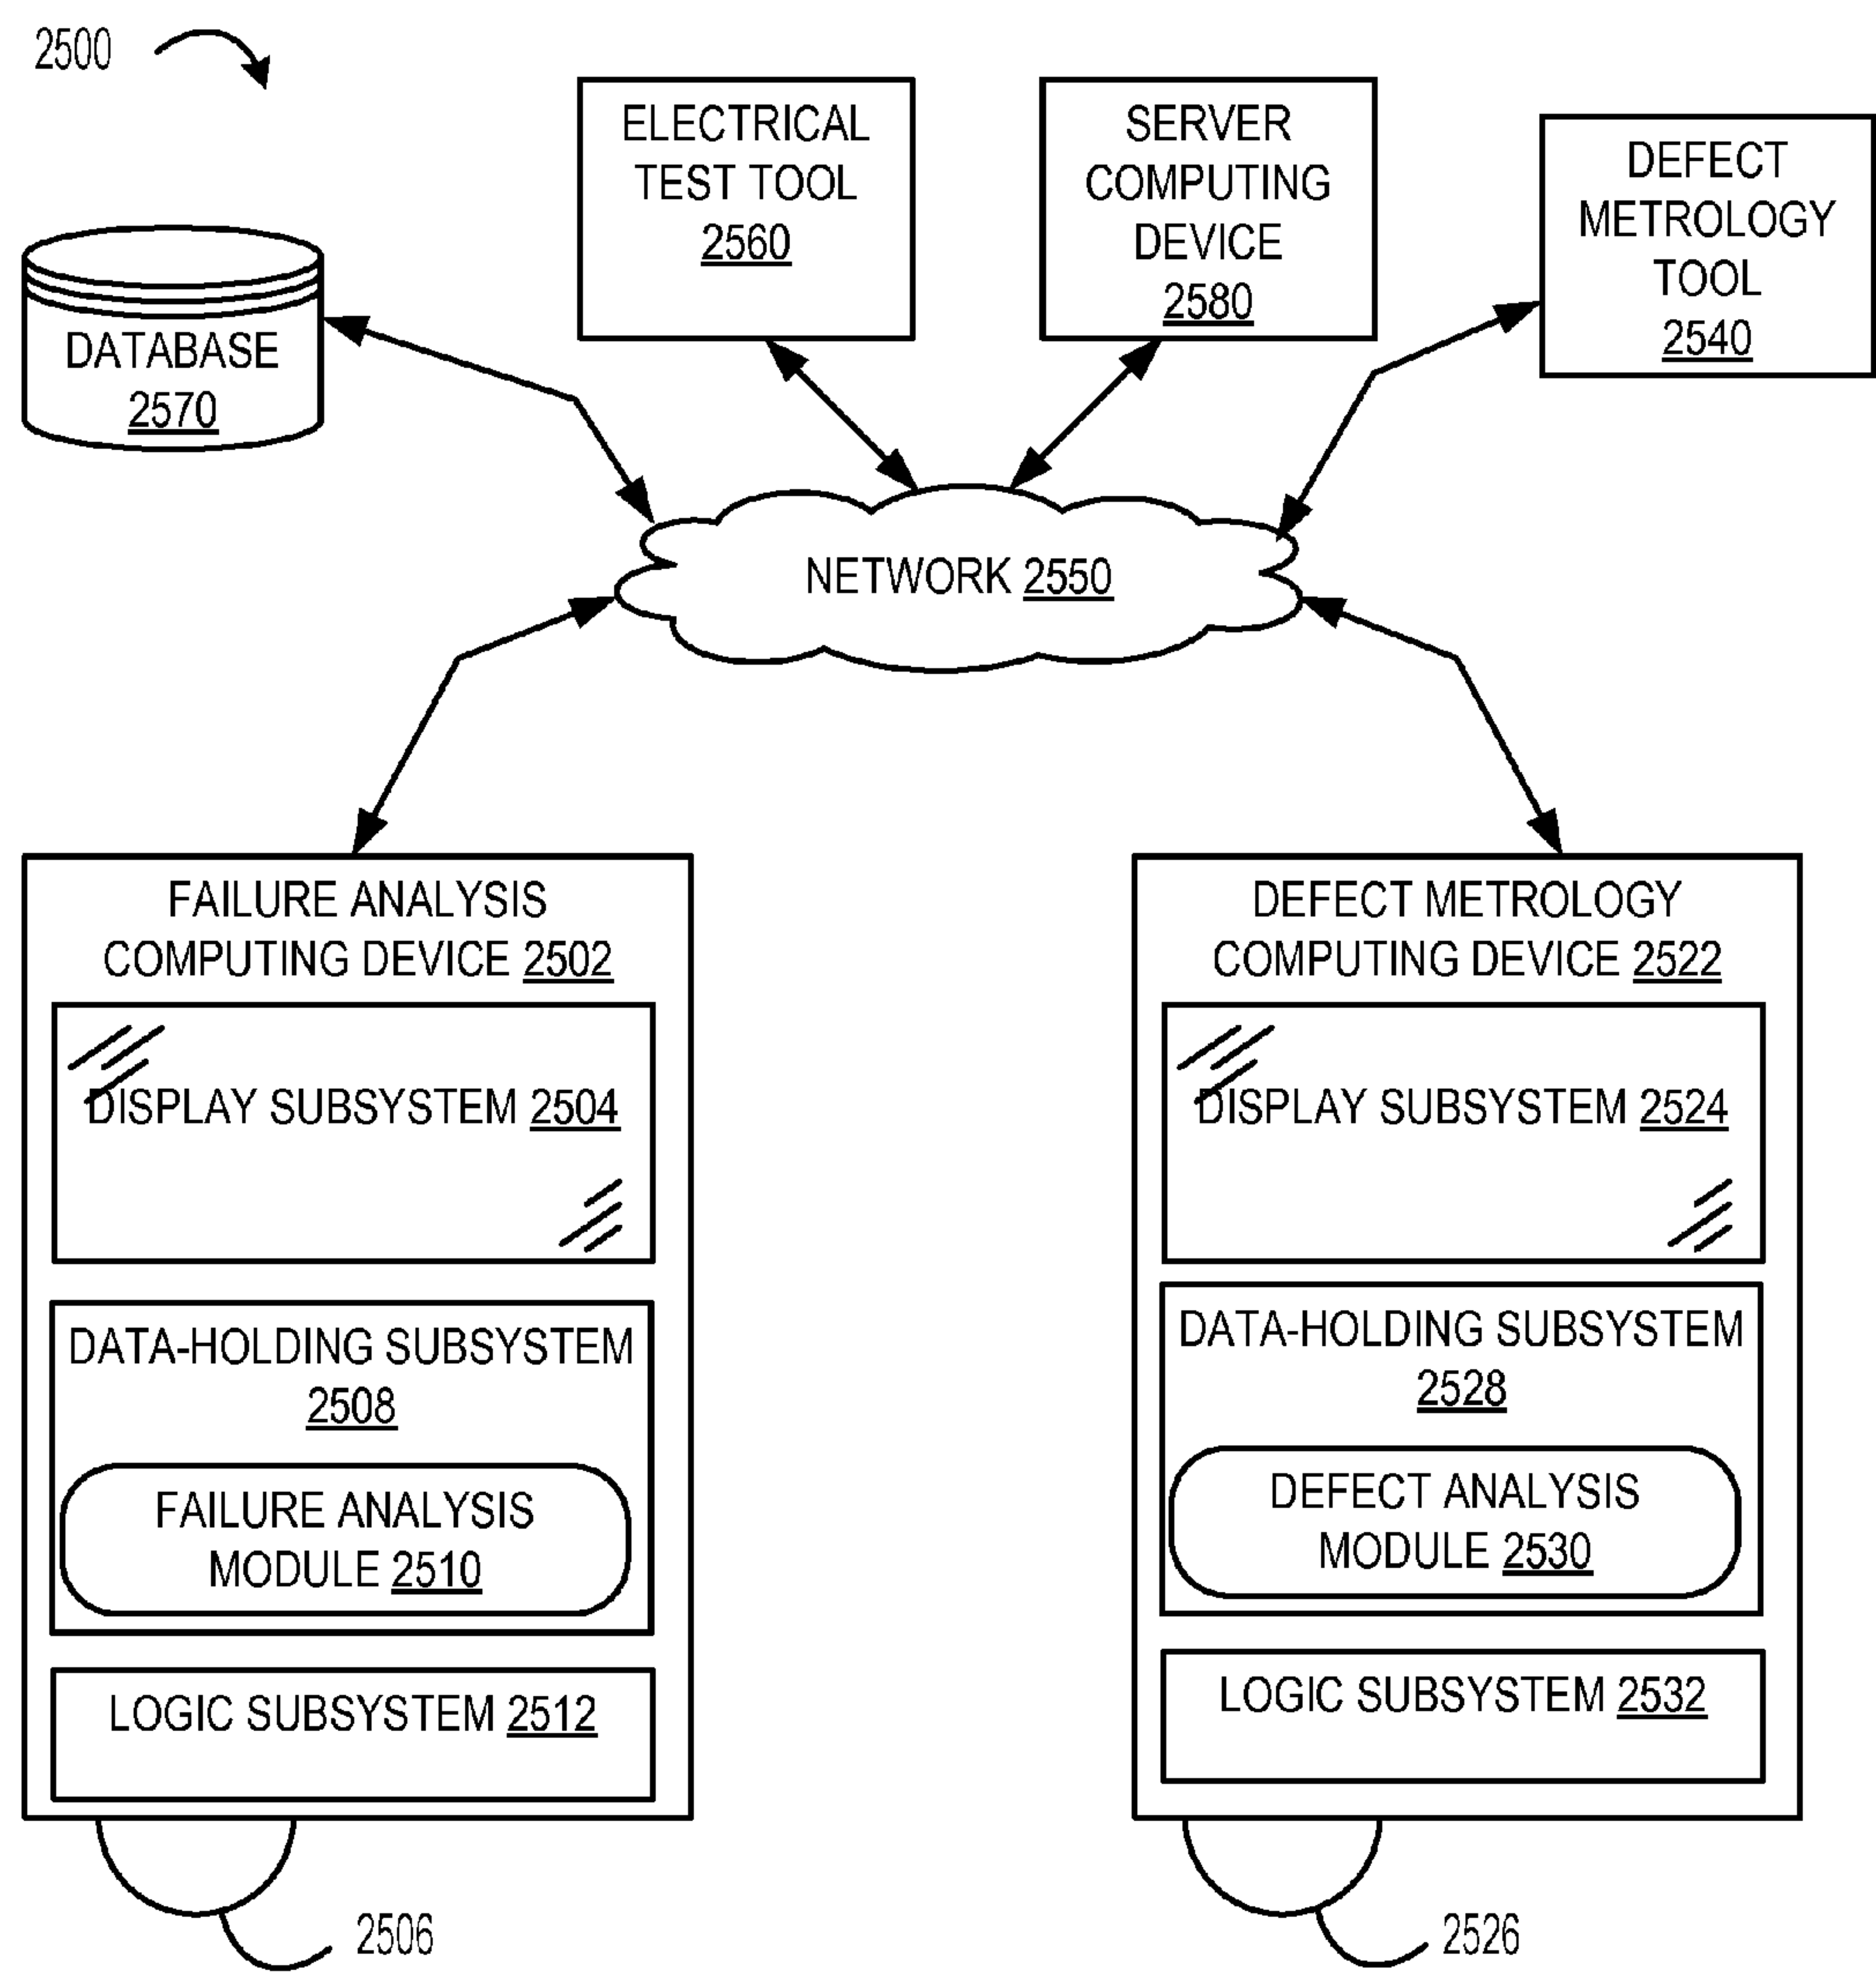 2500
ELECTRICAL
TEST TOOL
2560
SERVER
COMPUTING
DEVICE
2580
DEFECT
METROLOGY
TOOL
2540
DATABASE
2570
NETWORK 2550
FAILURE ANALYSIS
COMPUTING DEVICE 2502
DISPLAY SUBSYSTEM 2504
DATA-HOLDING SUBSYSTEM
2508
FAILURE ANALYSIS
MODULE 2510
LOGIC SUBSYSTEM 2512
2506
DEFECT METROLOGY
COMPUTING DEVICE 2522
DISPLAY SUBSYSTEM 2524
DATA-HOLDING SUBSYSTEM
2528
DEFECT ANALYSIS
MODULE 2530
LOGIC SUBSYSTEM 2532
2526